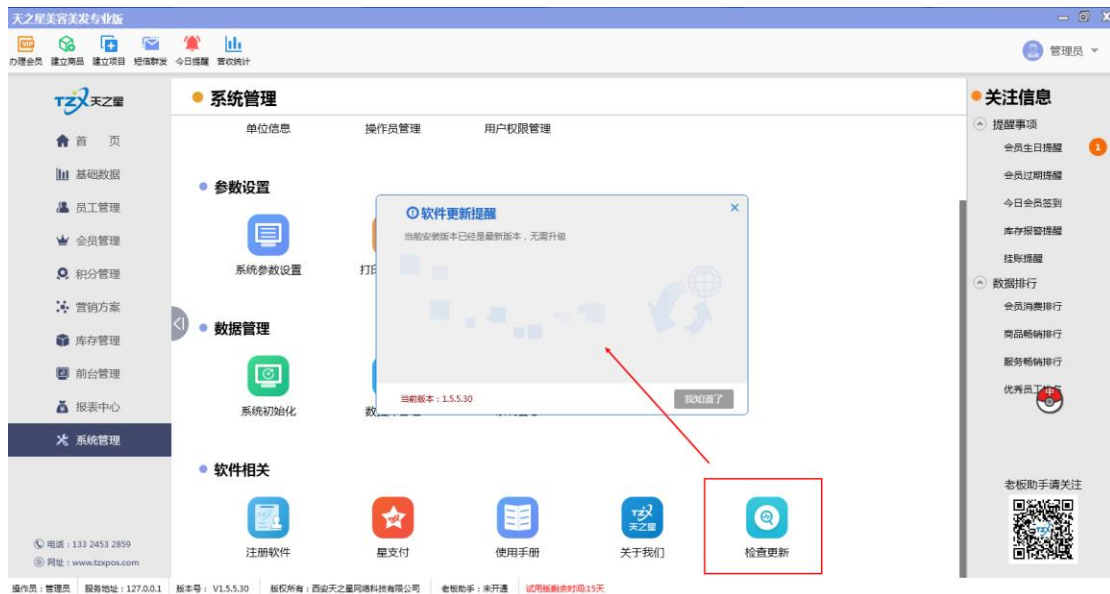 天之星美容美发专业版
办理会员 建立商品 建立项目 短信群发 今日提醒 营收统计
管理员
TZX天之星
首 页
基础数据
员工管理
会员管理
积分管理
营销方案
库存管理
前台管理
报表中心
系统管理
电话：133 2453 2859
网址：www.tzxpos.com
系统管理
单位信息 操作员管理 用户权限管理
参数设置
系统参数设置
数据管理
系统初始化
软件更新提醒
当前安装版本已经是最新版本，无需升级
当前版本：1.5.5.30
我知道了
软件相关
TZX
天之星
注册软件 星支付 使用手册 关于我们 检查更新
关注信息
提醒事项
会员生日提醒 1
会员过期提醒
今日会员签到
库存报警提醒
挂账提醒
数据排行
会员消费排行
商品畅销排行
服务畅销排行
优秀员工
老板助手请关注
操作员：管理员 服务地址：127.0.0.1 版本号： V1.5.5.30 版权所有：西安天之星网络科技有限公司 老板助手：未开通 试用版剩余时间:15天